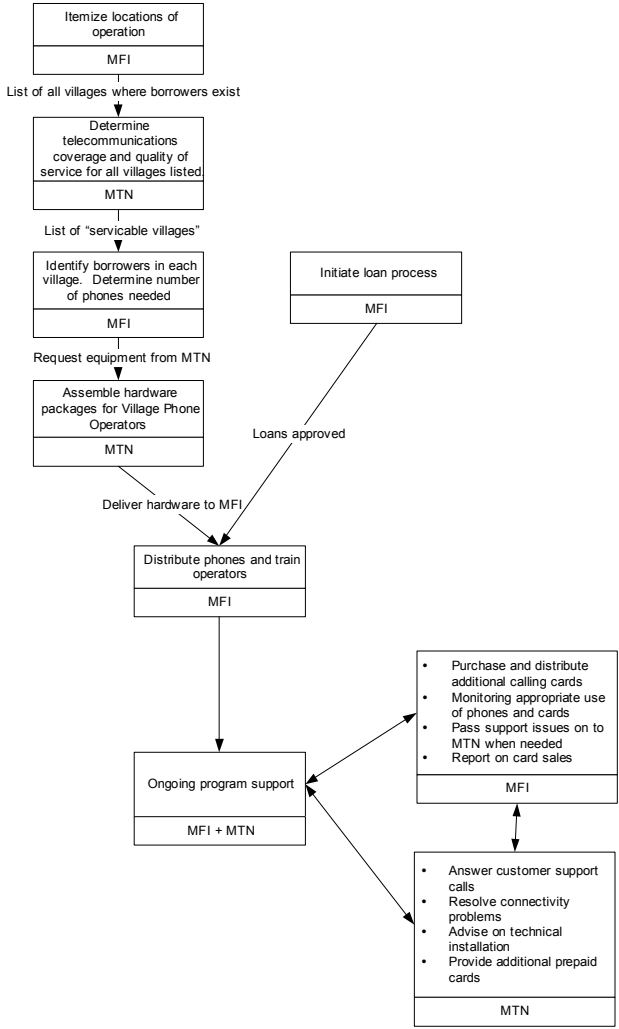 Itemize locations of
operation
MFI
List of all villages where borrowers exist
Determine
telecommunications
coverage and quality of
service for all villages listed.
MTN
List of “servicable villages”
Identify borrowers in each
village. Determine number
of phones needed
MFI
Initiate loan process
MFI
Request equipment from MTN
Assemble hardware
packages for Village Phone
Operators
MTN
Loans approved
Deliver hardware to MFI
Distribute phones and train
operators
MFI
Ongoing program support
MFI + MTN
• Purchase and distribute
additional calling cards
• Monitoring appropriate use
of phones and cards
• Pass support issues on to
MTN when needed
• Report on card sales
MFI
• Answer customer support
calls
• Resolve connectivity
problems
• Advise on technical
installation
• Provide additional prepaid
cards
MTN